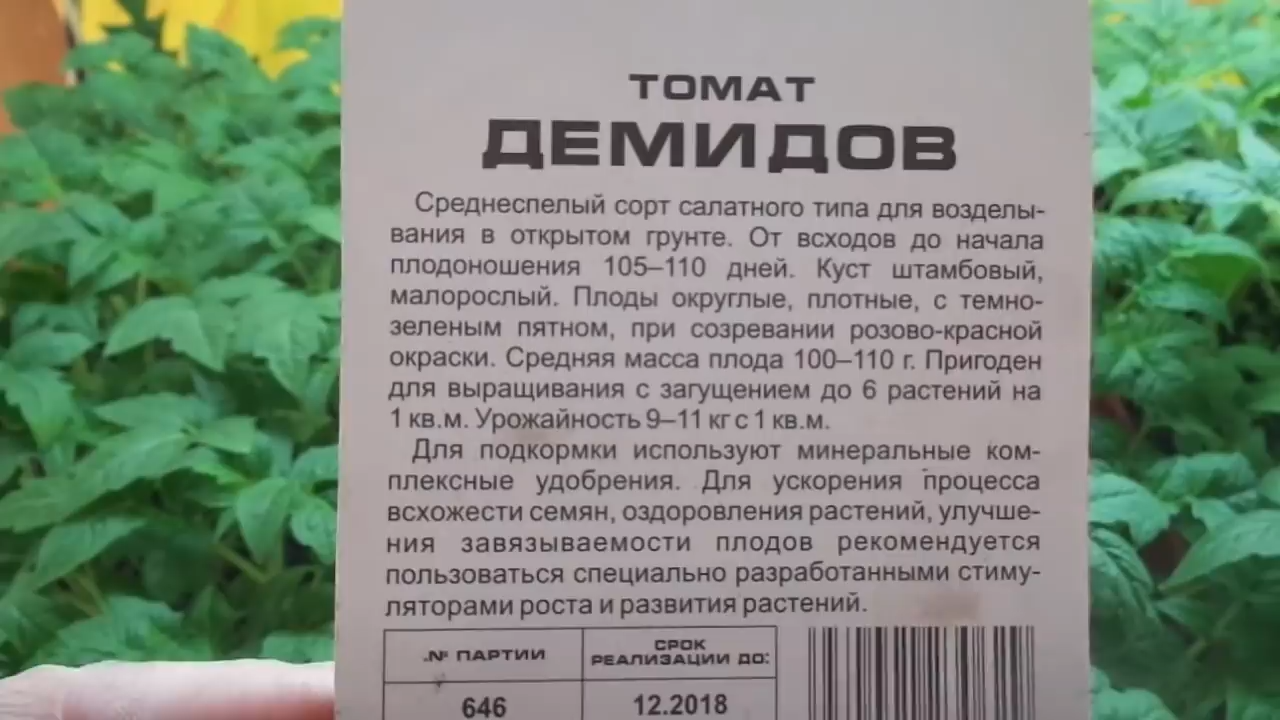 ТОМАТ
ДЕМИДОВ
Среднеспелый сорт салатного типа для возделы-
вания в открытом грунте. От всходов до начала
плодоношения 105–110 дней. Куст штамбовый,
малорослый. Плоды округлые, плотные, с темно-
зеленым пятном, при созревании розово-красной
окраски. Средняя масса плода 100–110 г. Пригоден
для выращивания с загущением до 6 растений на
1 кв.м. Урожайность 9–11 кг с 1 кв.м.
Для подкормки используют минеральные ком-
плексные удобрения. Для ускорения процесса
всхожести семян, оздоровления растений, улучше-
ния завязываемости плодов рекомендуется
пользоваться специально разработанными стиму-
ляторами роста и развития растений.
№ ПАРТИИ
СРОК
РЕАЛИЗАЦИИ ДО:
646
12.2018